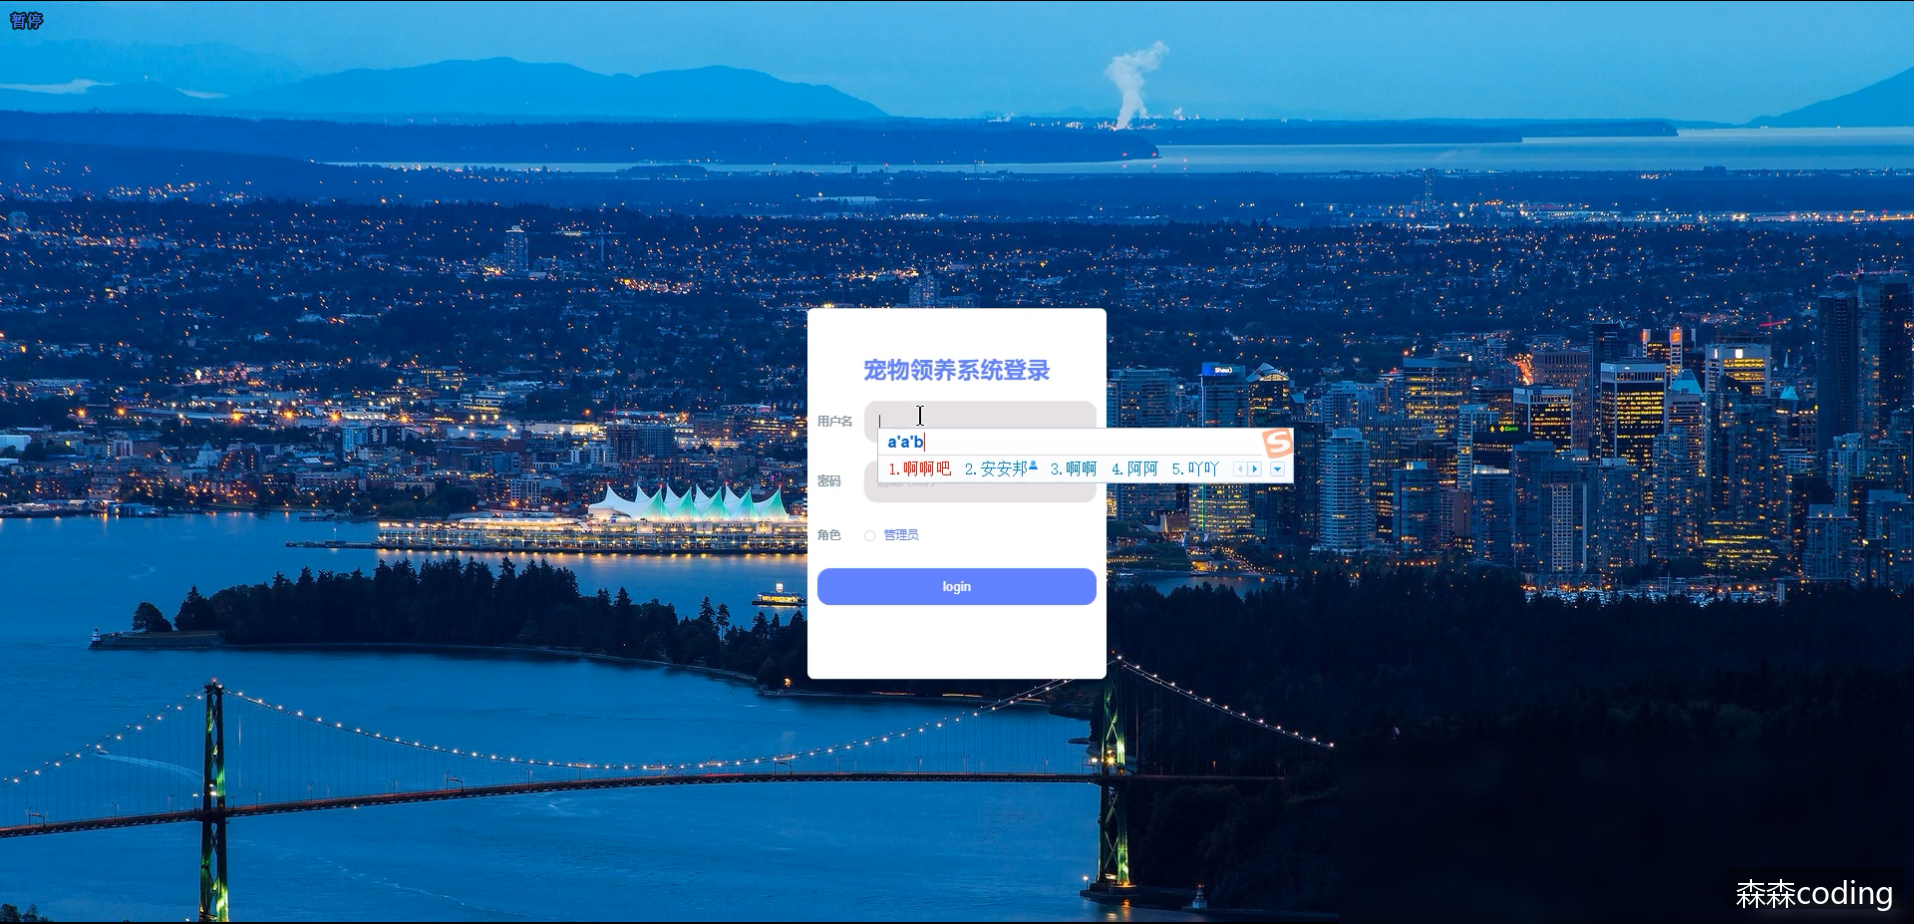 暂停
宠物领养系统登录
用户名
a'a'b
1.啊啊吧 2.安安邦 3.啊啊 4.阿阿 5.吖吖
密码
角色 管理员
login
森森coding